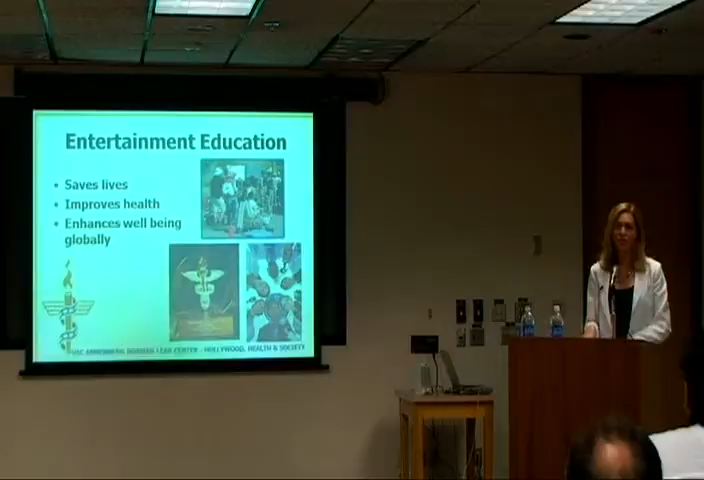 Entertainment Education
• Saves lives
• Improves health
• Enhances well being
globally
USC ANNENBERG NORMAN LEAR CENTER - HOLLYWOOD, HEALTH & SOCIETY